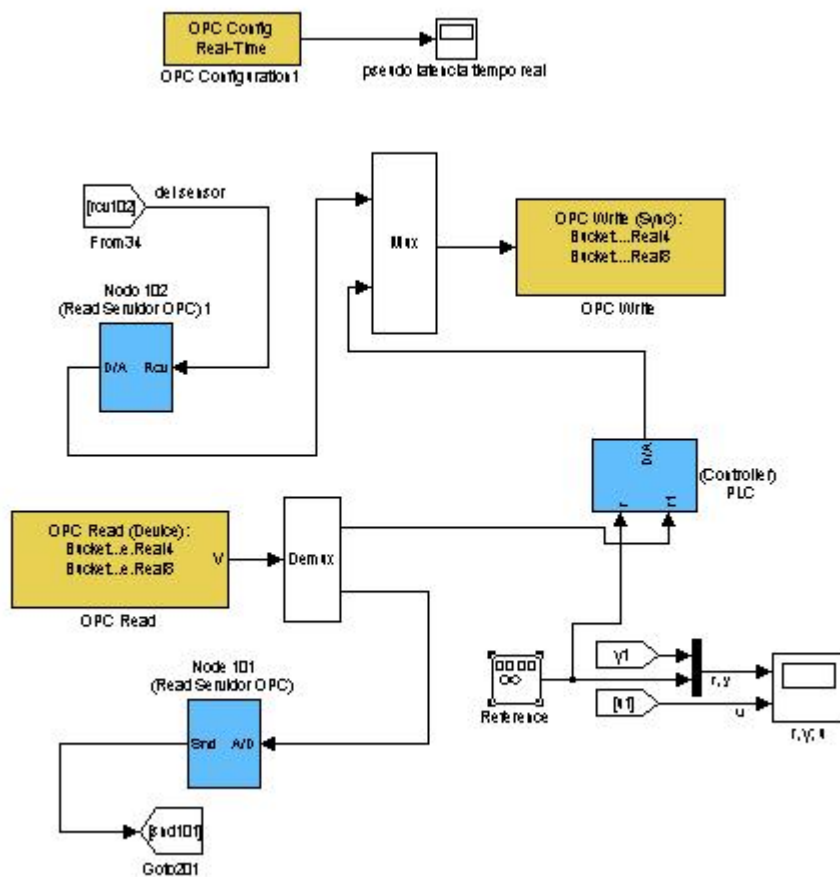 OPC Config
Real-Time
OPC Configuration1
pseudo latencia tiempo real
[rcv102]
del sensor
From34
Mux
OPC Write (Sync):
Bucket...Real4
Bucket...Real8
OPC Write
Nodo 102
(Read Servidor OPC) 1
D/A
Rcv
D/A
r
r1
(Controller)
PLC
OPC Read (Device):
Bucket...e.Real4
Bucket...e.Real8
V
OPC Read
Demux
Node 101
(Read Servidor OPC)
Snd
A/D
[snd101]
Goto201
Reference
y1
[u1]
r, y
u
r, y, u